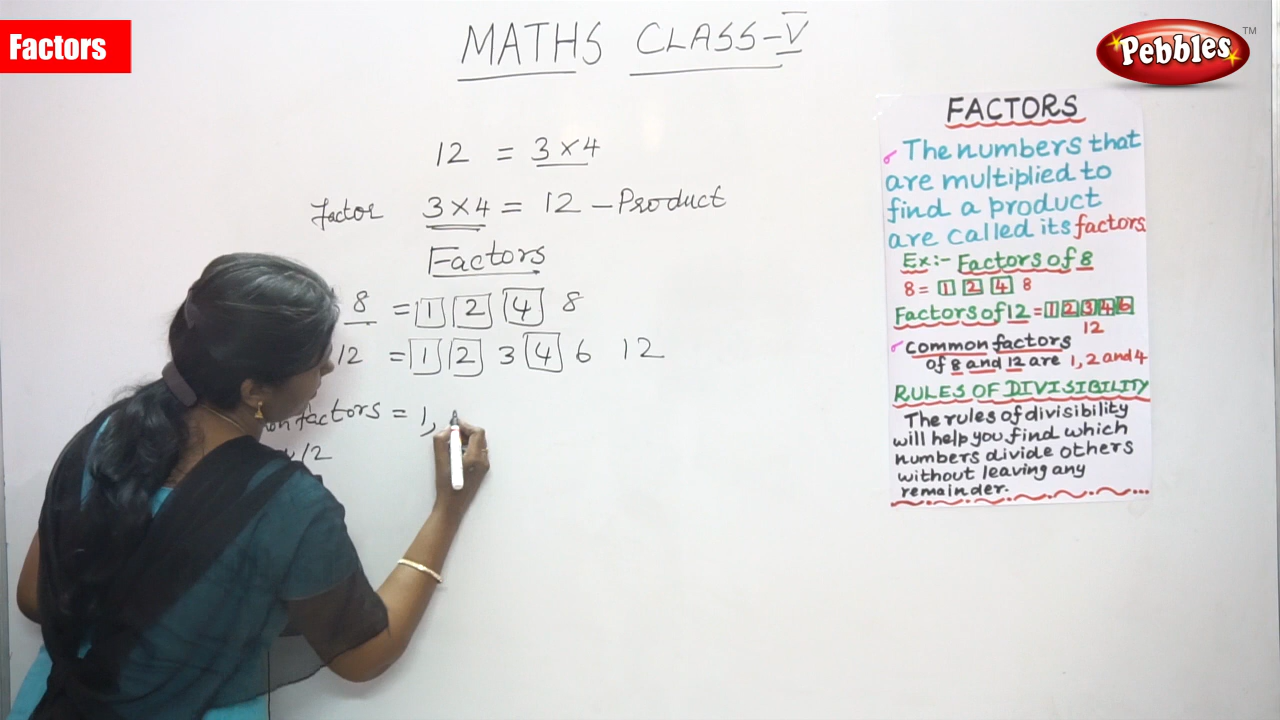 Factors
MATHS CLASS-V
Pebbles™
12 = 3×4
Factor 3×4 = 12 - Product
Factors
8 = 1 2 4 8
12 = 1 2 3 4 6 12
factors = 1,
/2
FACTORS
The numbers that
are multiplied to
find a product
are called its factors
Ex:- Factors of 8
8 = 1 2 4 8
Factors of 12 = 1 2 3 4 6
12
Common factors
of 8 and 12 are 1, 2 and 4
RULES OF DIVISIBILITY
The rules of divisibility
will help you find which
numbers divide others
without leaving any
remainder.